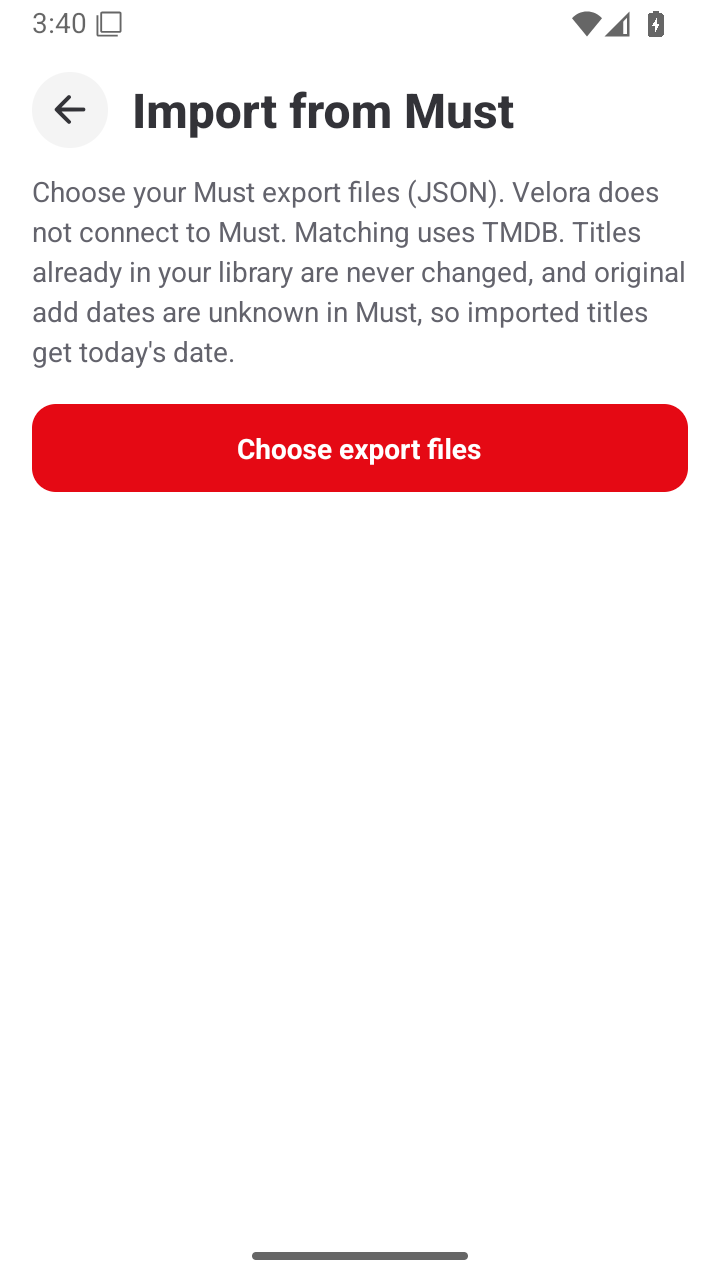 3:40
Import from Must
Choose your Must export files (JSON). Velora does
not connect to Must. Matching uses TMDB. Titles
already in your library are never changed, and original
add dates are unknown in Must, so imported titles
get today's date.
Choose export files